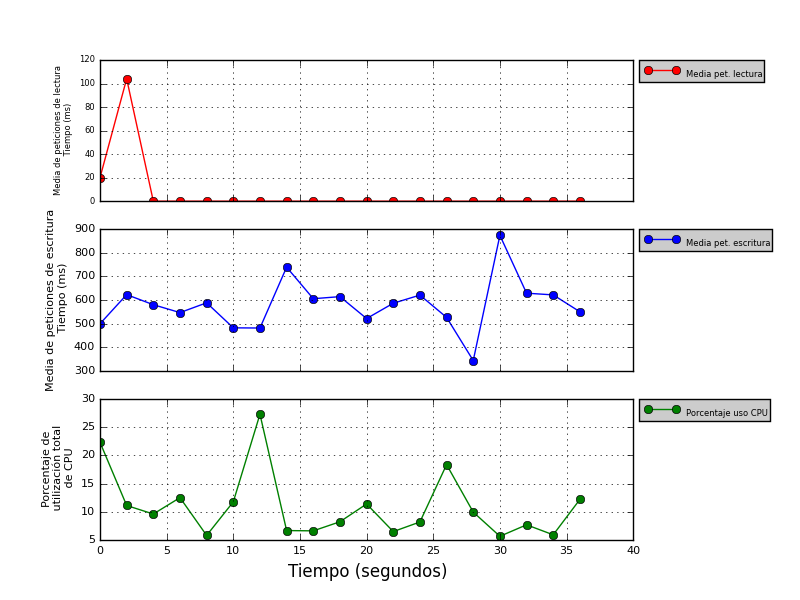 Media de peticiones de lectura
Tiempo (ms)
120
100
80
60
40
20
0
Media pet. lectura
Media de peticiones de escritura
Tiempo (ms)
900
800
700
600
500
400
300
Media pet. escritura
Porcentaje de
utilización total
de CPU
30
25
20
15
10
5
Porcentaje uso CPU
0 5 10 15 20 25 30 35 40
Tiempo (segundos)